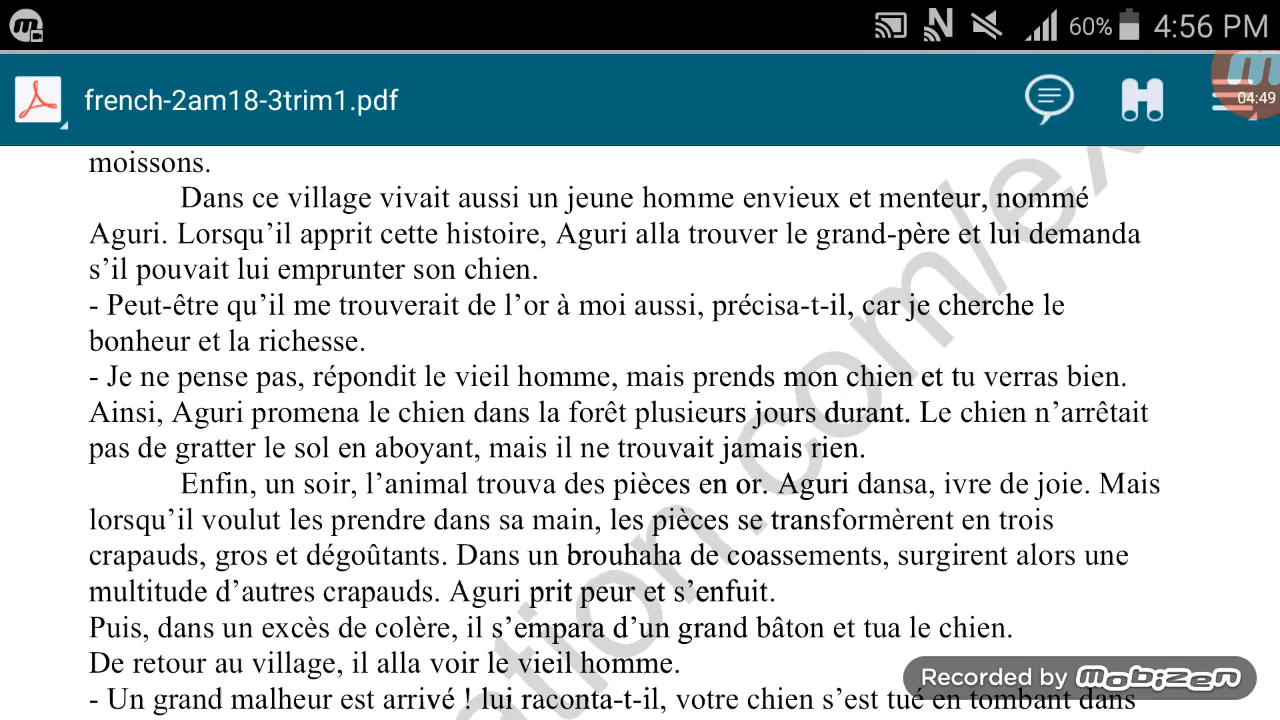 60% 4:56 PM
french-2am18-3trim1.pdf
04:49
moissons.
Dans ce village vivait aussi un jeune homme envieux et menteur, nommé
Aguri. Lorsqu’il apprit cette histoire, Aguri alla trouver le grand-père et lui demanda
s’il pouvait lui emprunter son chien.
- Peut-être qu’il me trouverait de l’or à moi aussi, précisa-t-il, car je cherche le
bonheur et la richesse.
- Je ne pense pas, répondit le vieil homme, mais prends mon chien et tu verras bien.
Ainsi, Aguri promena le chien dans la forêt plusieurs jours durant. Le chien n’arrêtait
pas de gratter le sol en aboyant, mais il ne trouvait jamais rien.
Enfin, un soir, l’animal trouva des pièces en or. Aguri dansa, ivre de joie. Mais
lorsqu’il voulut les prendre dans sa main, les pièces se transformèrent en trois
crapauds, gros et dégoûtants. Dans un brouhaha de coassements, surgirent alors une
multitude d’autres crapauds. Aguri prit peur et s’enfuit.
Puis, dans un excès de colère, il s’empara d’un grand bâton et tua le chien.
De retour au village, il alla voir le vieil homme.
- Un grand malheur est arrivé ! lui raconta-t-il, votre chien s’est tué en tombant dans
Recorded by mobizen